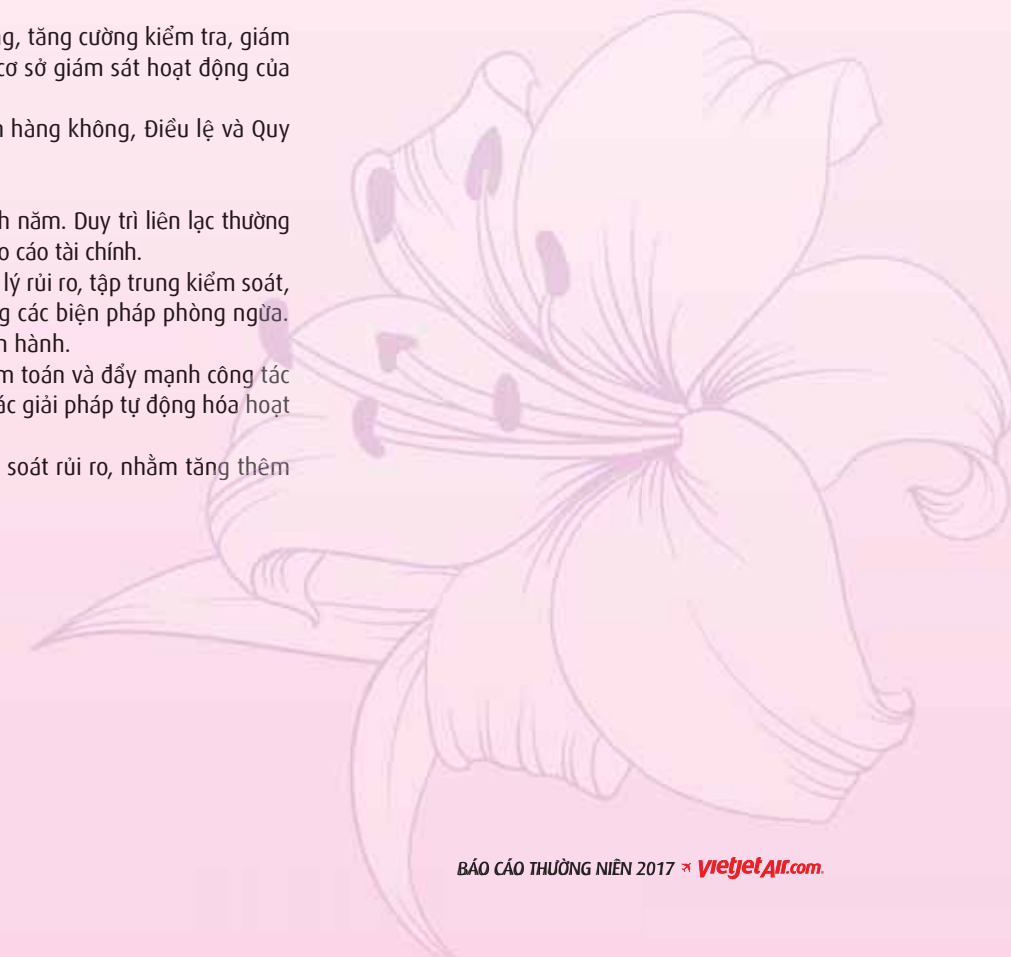 g, tăng cường kiểm tra, giám
cơ sở giám sát hoạt động của
n hàng không, Điều lệ và Quy
h năm. Duy trì liên lạc thường
o cáo tài chính.
lý rủi ro, tập trung kiểm soát,
g các biện pháp phòng ngừa.
n hành.
m toán và đẩy mạnh công tác
ác giải pháp tự động hóa hoạt
soát rủi ro, nhằm tăng thêm
BÁO CÁO THƯỜNG NIÊN 2017 vietjetAir.com